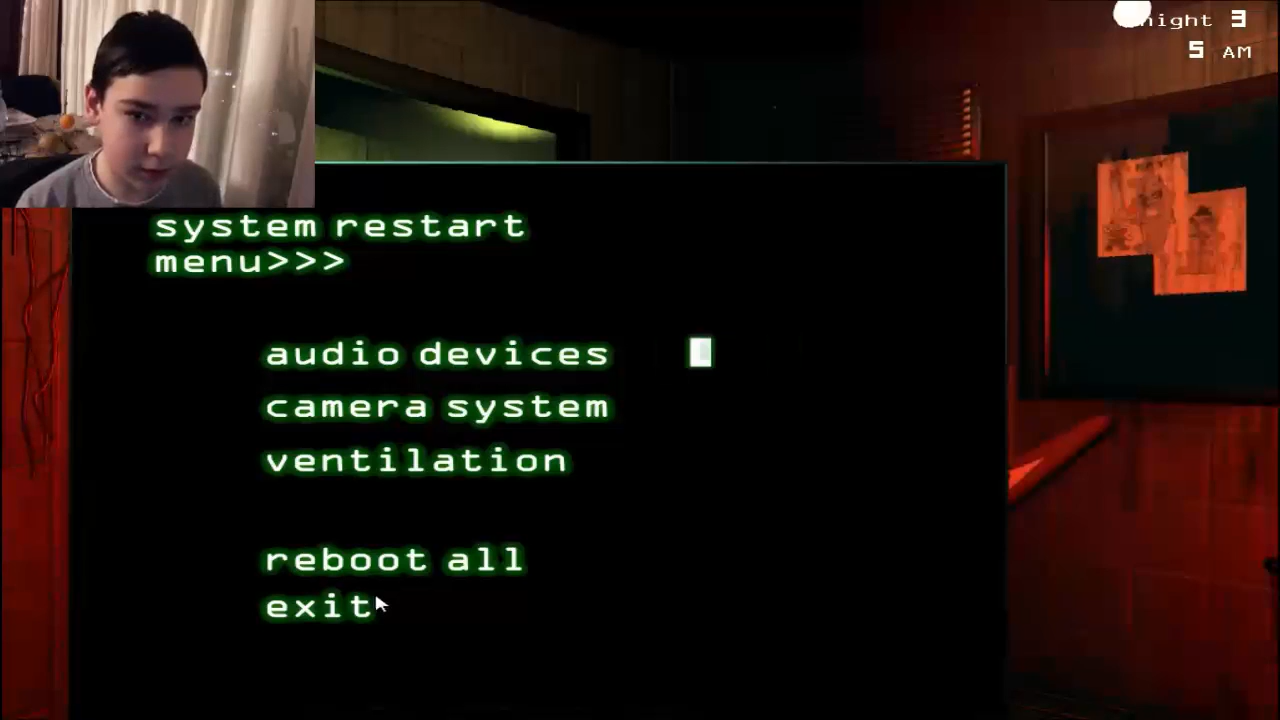 night 3
5 AM
system restart
menu>>>
audio devices
camera system
ventilation
reboot all
exit